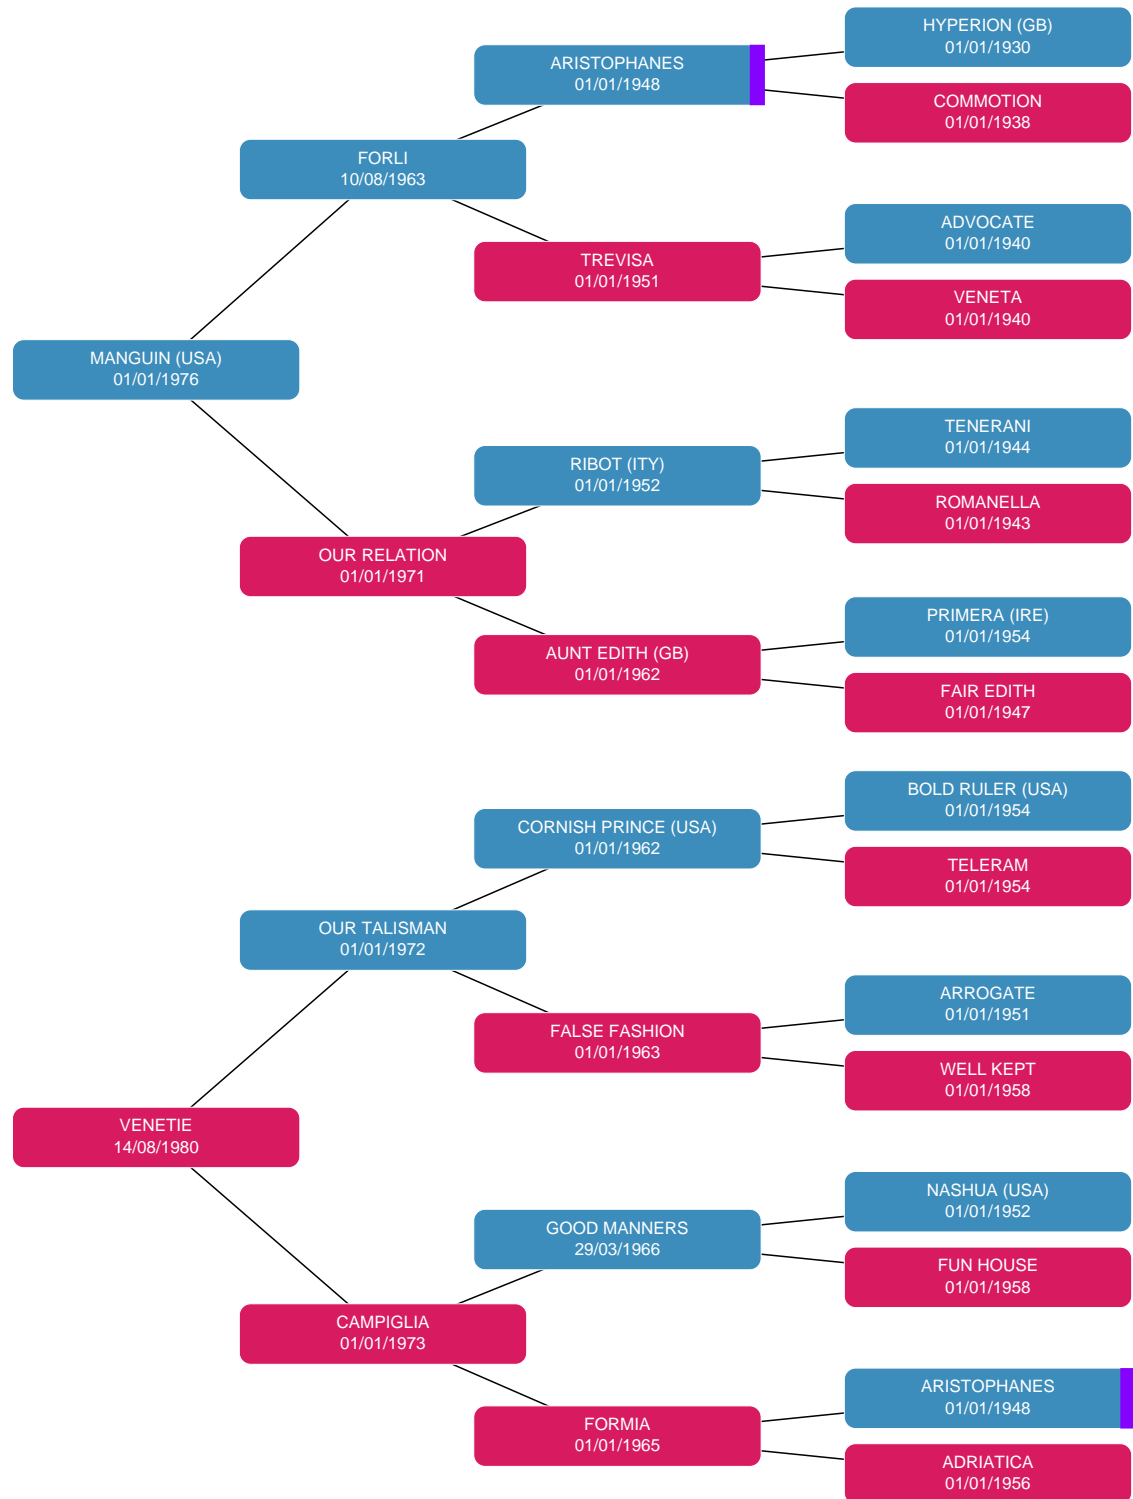 HYPERION (GB)
01/01/1930
ARISTOPHANES
01/01/1948
COMMOTION
01/01/1938
FORLI
10/08/1963
ADVOCATE
01/01/1940
TREVISA
01/01/1951
VENETA
01/01/1940
MANGUIN (USA)
01/01/1976
TENERANI
01/01/1944
RIBOT (ITY)
01/01/1952
ROMANELLA
01/01/1943
OUR RELATION
01/01/1971
PRIMERA (IRE)
01/01/1954
AUNT EDITH (GB)
01/01/1962
FAIR EDITH
01/01/1947
BOLD RULER (USA)
01/01/1954
CORNISH PRINCE (USA)
01/01/1962
TELERAM
01/01/1954
OUR TALISMAN
01/01/1972
ARROGATE
01/01/1951
FALSE FASHION
01/01/1963
WELL KEPT
01/01/1958
VENETIE
14/08/1980
NASHUA (USA)
01/01/1952
GOOD MANNERS
29/03/1966
FUN HOUSE
01/01/1958
CAMPIGLIA
01/01/1973
ARISTOPHANES
01/01/1948
FORMIA
01/01/1965
ADRIATICA
01/01/1956